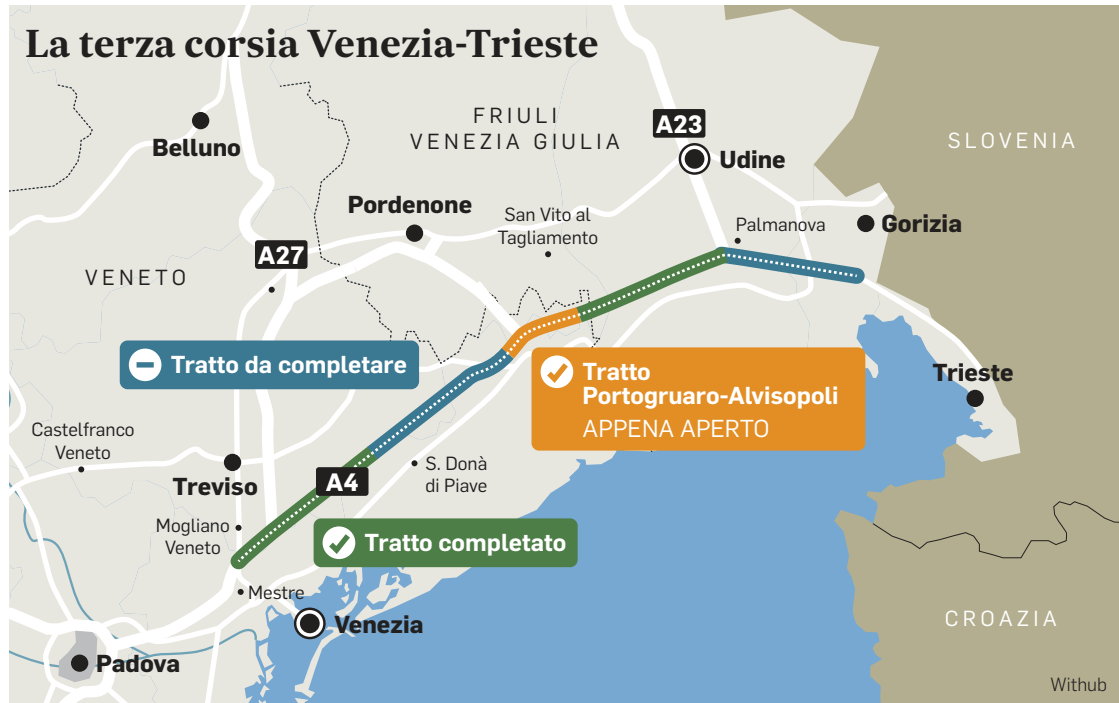 La terza corsia Venezia-Trieste
FRIULI
VENEZIA GIULIA
A23
SLOVENIA
Belluno
Udine
Pordenone
San Vito al
Tagliamento
Palmanova
Gorizia
A27
VENETO
Tratto da completare
Tratto
Portogruaro-Alvisopoli
APPENA APERTO
Trieste
Castelfranco
Veneto
Treviso
A4
S. Donà
di Piave
Mogliano
Veneto
Tratto completato
Mestre
Venezia
CROAZIA
Padova
Withub